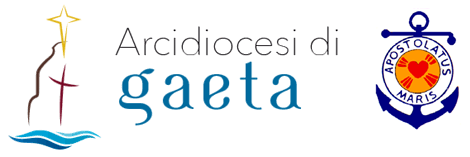 Arcidiocesi di
gaeta
APOSTOLATUS
MARIS